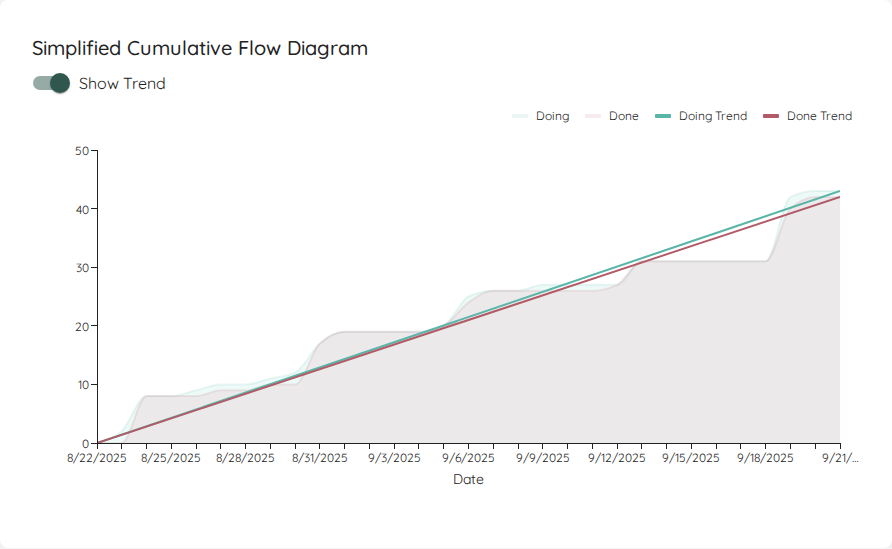 Simplified Cumulative Flow Diagram
Show Trend
Doing Done Doing Trend Done Trend
50
40
30
20
10
0
8/22/2025 8/25/2025 8/28/2025 8/31/2025 9/3/2025 9/6/2025 9/9/2025 9/12/2025 9/15/2025 9/18/2025 9/21/...
Date